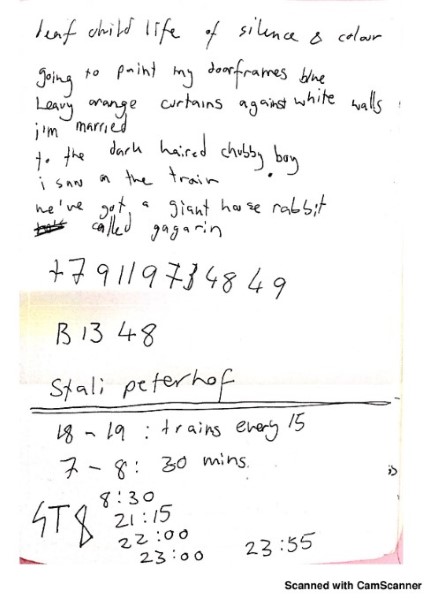 deaf child life of silence & colour
going to paint my doorframes blue
heavy orange curtains against white walls
i'm married
to the dark haired chubby boy
i saw on the train
we've got a giant house rabbit
called gagarin
+79119734849
B1348
Stali peterhof
18 - 19 : trains every 15
7 - 8 : 30 mins.
8:30
ST8 21:15
22:00
23:00 23:55
Scanned with CamScanner